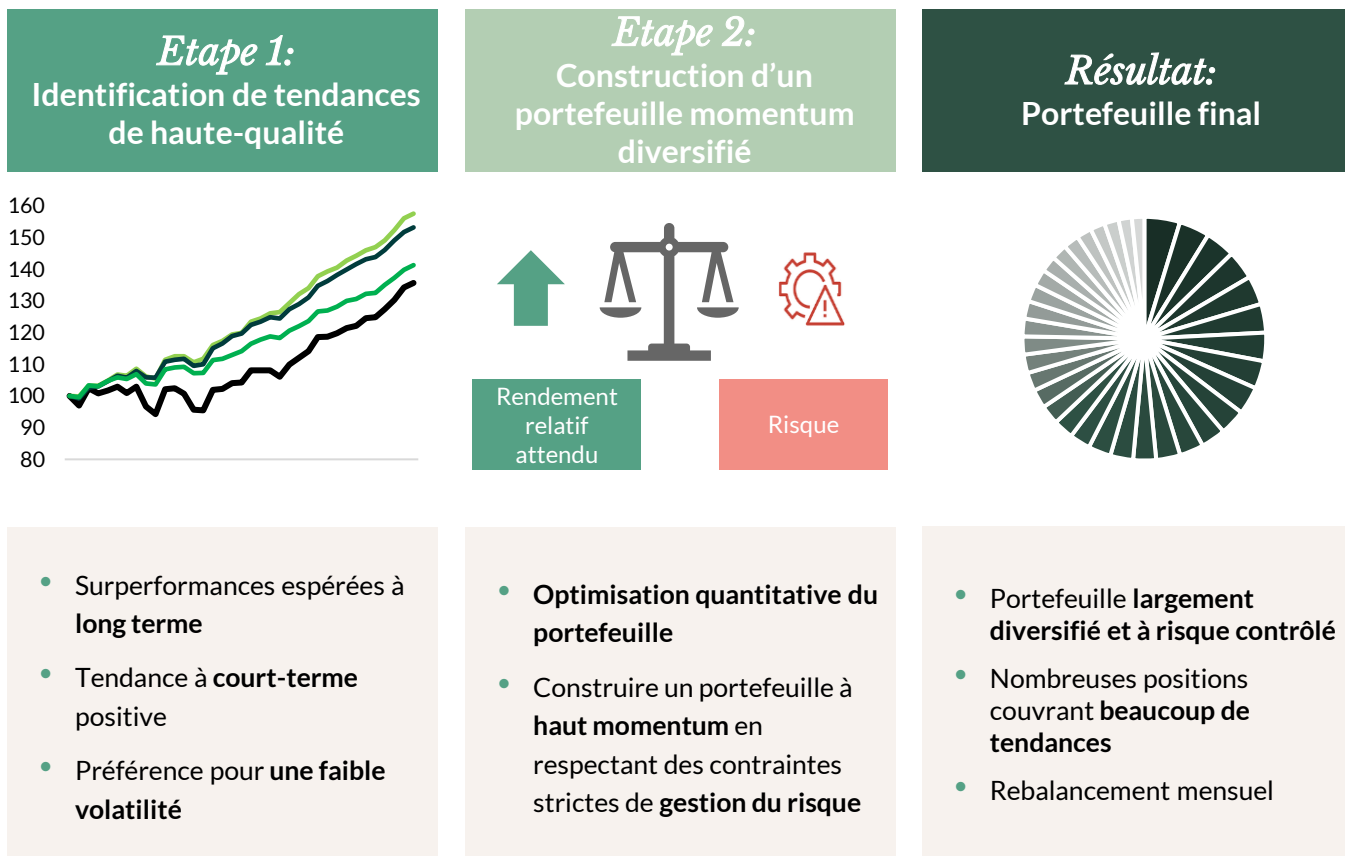 Etape 1:
Identification de tendances
de haute-qualité
Etape 2:
Construction d’un
portefeuille momentum
diversifié
Résultat:
Portefeuille final
160
150
140
130
120
110
100
90
80
Rendement
relatif
attendu
Risque
Surperformances espérées à
long terme
Tendance à court-terme
positive
Préférence pour une faible
volatilité
Optimisation quantitative du
portefeuille
Construire un portefeuille à
haut momentum en
respectant des contraintes
strictes de gestion du risque
Portefeuille largement
diversifié et à risque contrôlé
Nombreuses positions
couvrant beaucoup de
tendances
Rebalancement mensuel